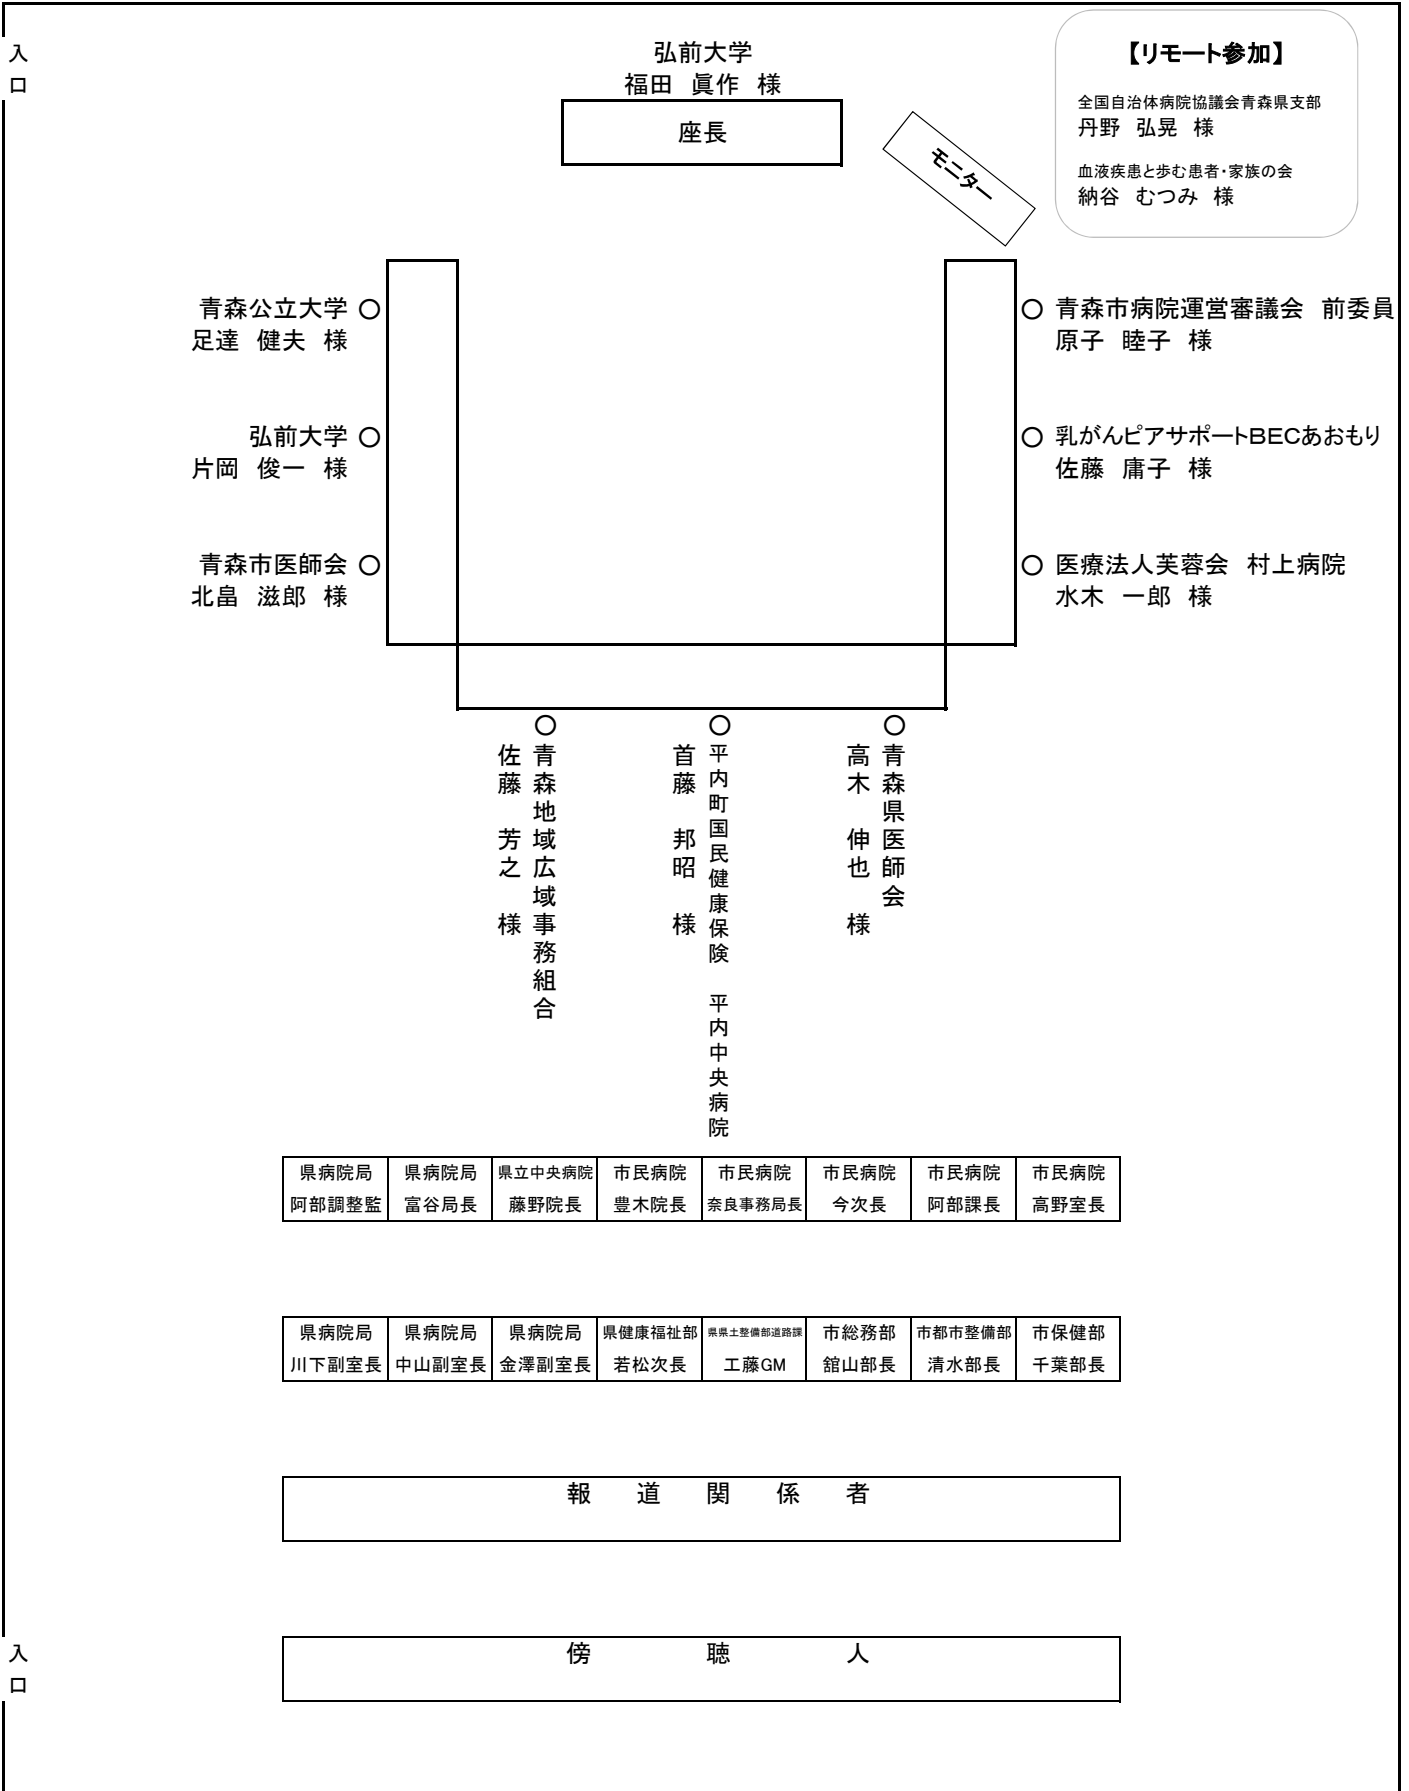 入
口
弘前大学
福田　眞作　様
座長
モニター
【リモート参加】
全国自治体病院協議会青森県支部
丹野　弘晃　様
血液疾患と歩む患者・家族の会
納谷　むつみ　様
青森公立大学 ○
足達　健夫　様
弘前大学 ○
片岡　俊一　様
青森市医師会 ○
北畠　滋郎　様
○ 青森市病院運営審議会　前委員
原子　睦子　様
○ 乳がんピアサポートBECあおもり
佐藤　庸子　様
○ 医療法人芙蓉会　村上病院
水木　一郎　様
○
青森県医師会
高木　伸也　様
○
平内町国民健康保険　平内中央病院
首藤　邦昭　様
○
青森地域広域事務組合
佐藤　芳之　様
県病院局 県病院局 県立中央病院 市民病院 市民病院 市民病院 市民病院 市民病院
阿部調整監 富谷局長 藤野院長 豊木院長 奈良事務局長 今次長 阿部課長 高野室長
県病院局 県病院局 県病院局 県健康福祉部 県県土整備部道路課 市総務部 市都市整備部 市保健部
川下副室長 中山副室長 金澤副室長 若松次長 工藤GM 舘山部長 清水部長 千葉部長
報　道　関　係　者
傍　聴　人
入
口